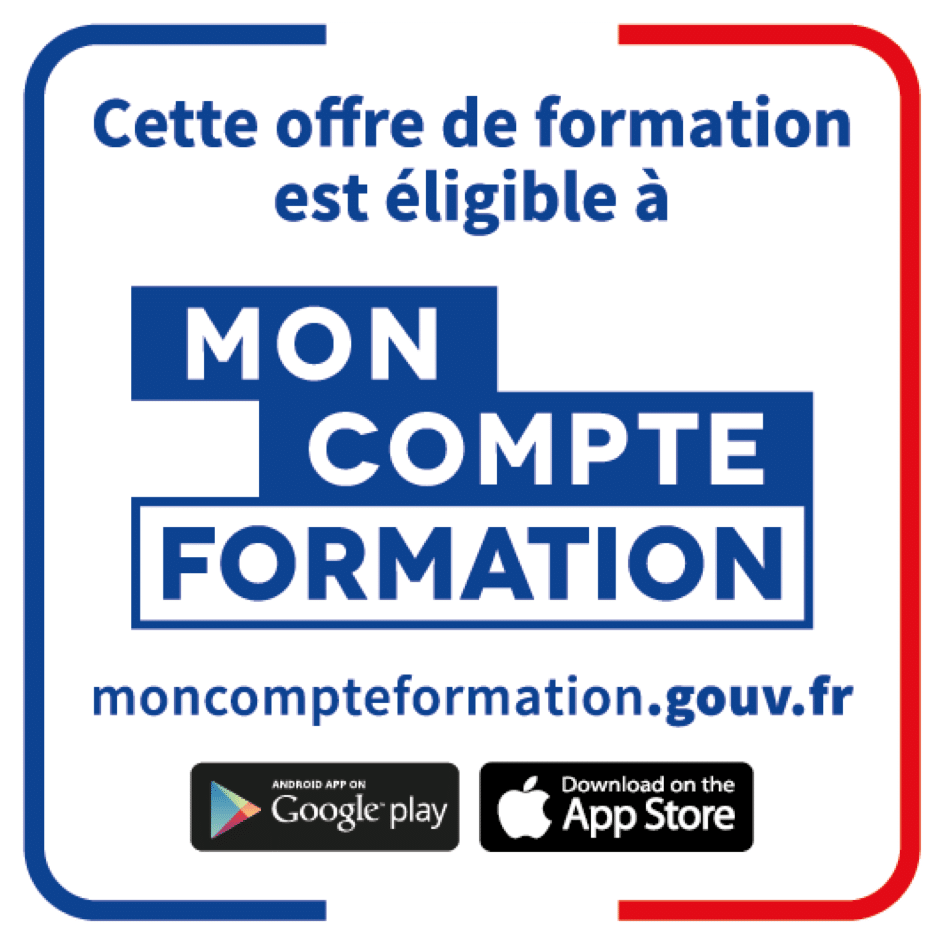 Cette offre de formation
est éligible à
MON
COMPTE
FORMATION
moncompteformation.gouv.fr
ANDROID APP ON
Google play
Download on the
App Store